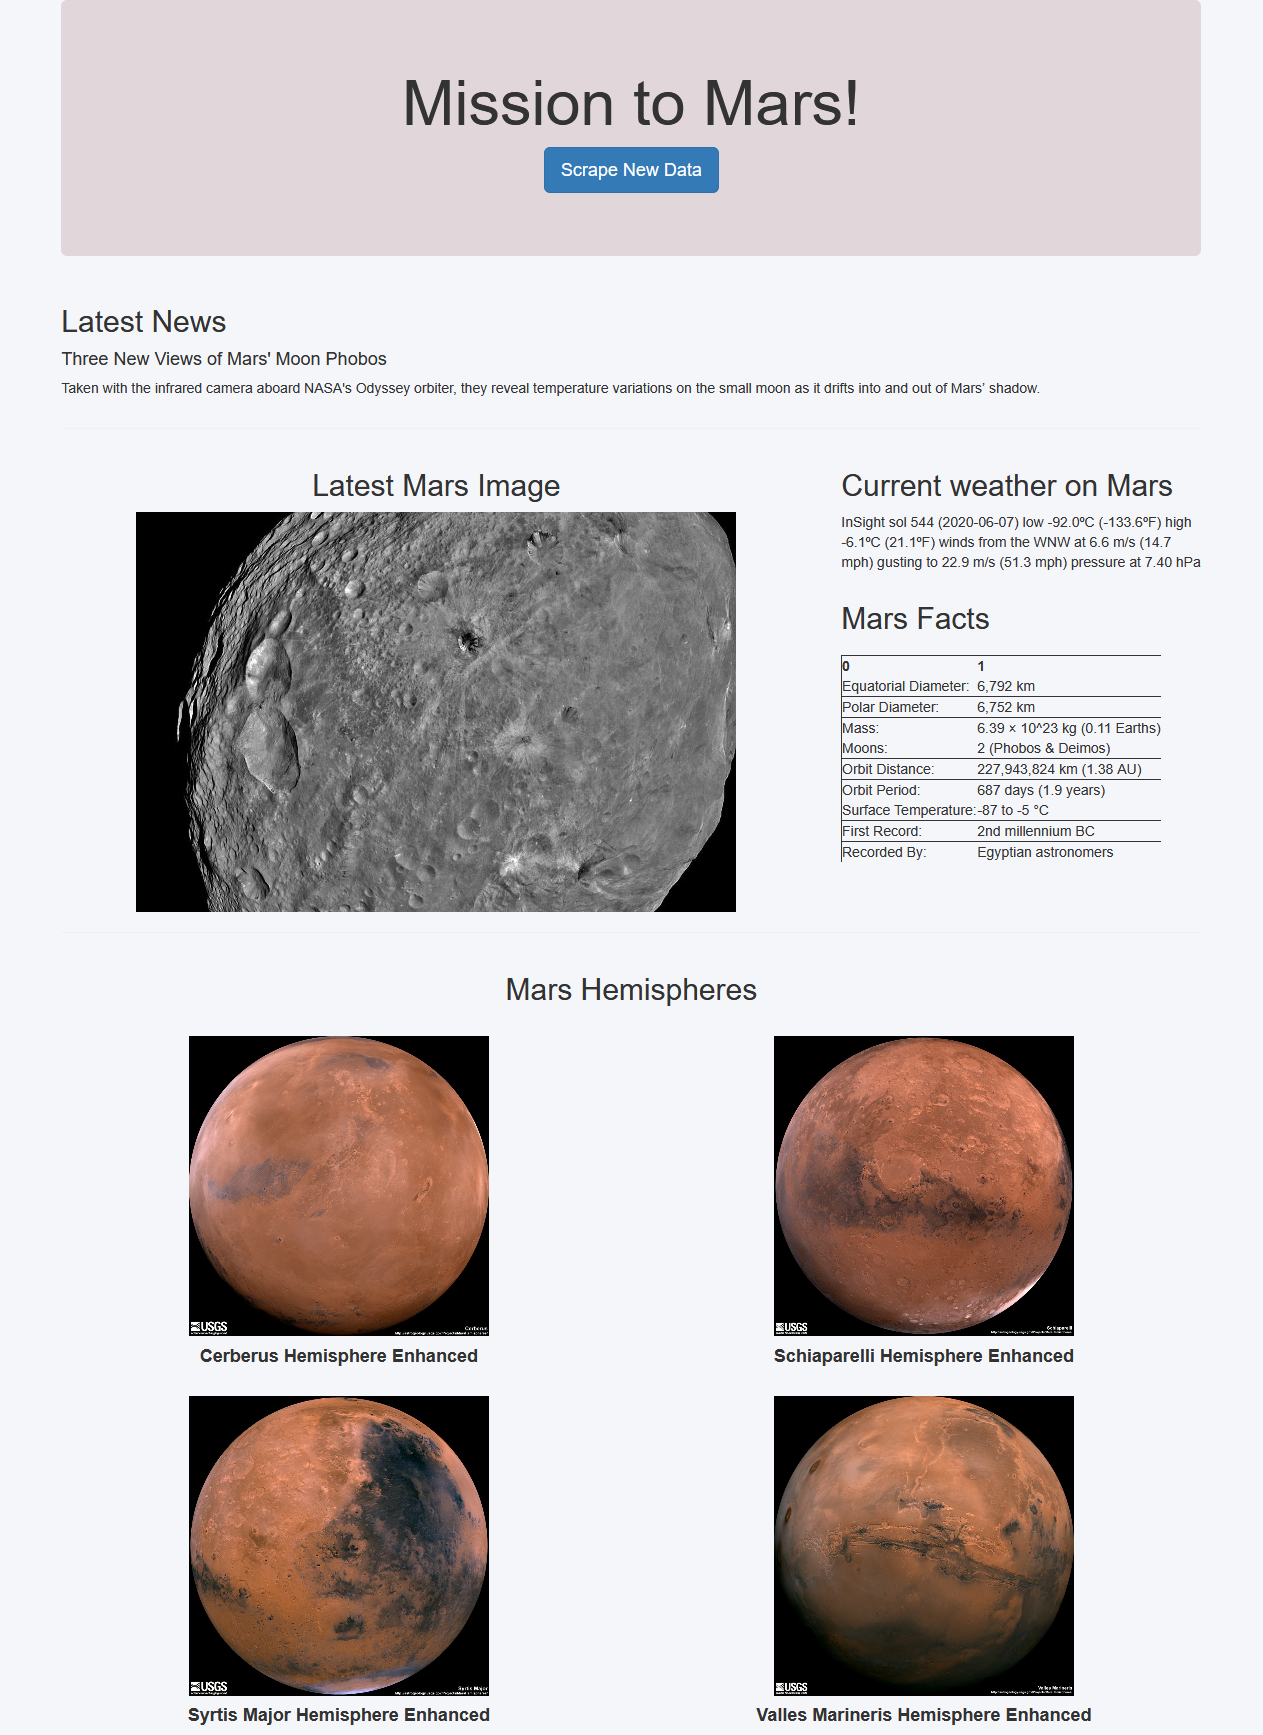 Mission to Mars!
Scrape New Data
Latest News
Three New Views of Mars' Moon Phobos
Taken with the infrared camera aboard NASA's Odyssey orbiter, they reveal temperature variations on the small moon as it drifts into and out of Mars’ shadow.
Latest Mars Image
Current weather on Mars
InSight sol 544 (2020-06-07) low -92.0ºC (-133.6ºF) high
-6.1ºC (21.1ºF) winds from the WNW at 6.6 m/s (14.7
mph) gusting to 22.9 m/s (51.3 mph) pressure at 7.40 hPa
Mars Facts
0 1
Equatorial Diameter: 6,792 km
Polar Diameter: 6,752 km
Mass: 6.39 × 10^23 kg (0.11 Earths)
Moons: 2 (Phobos & Deimos)
Orbit Distance: 227,943,824 km (1.38 AU)
Orbit Period: 687 days (1.9 years)
Surface Temperature: -87 to -5 °C
First Record: 2nd millennium BC
Recorded By: Egyptian astronomers
Mars Hemispheres
USGS
Cerberus
USGS
Schiaparelli
Cerberus Hemisphere Enhanced
Schiaparelli Hemisphere Enhanced
USGS
Syrtis Major
USGS
Valles Marineris
Syrtis Major Hemisphere Enhanced
Valles Marineris Hemisphere Enhanced